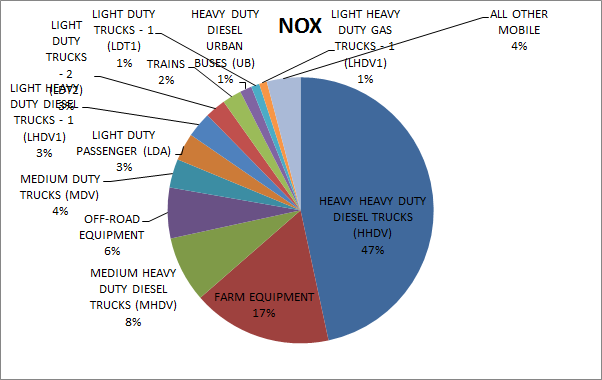 NOX
HEAVY HEAVY DUTY
DIESEL TRUCKS
(HHDV)
47%
FARM EQUIPMENT
17%
MEDIUM HEAVY
DUTY DIESEL
TRUCKS (MHDV)
8%
OFF-ROAD
EQUIPMENT
6%
MEDIUM DUTY
TRUCKS (MDV)
4%
LIGHT DUTY
PASSENGER (LDA)
3%
LIGHT HEAVY
DUTY DIESEL
TRUCKS - 1
(LHDV1)
3%
LIGHT
DUTY
TRUCKS -
2
(LDT2)
3%
TRAINS
2%
LIGHT DUTY
TRUCKS - 1
(LDT1)
1%
HEAVY DUTY
DIESEL
URBAN
BUSES (UB)
1%
LIGHT HEAVY
DUTY GAS
TRUCKS - 1
(LHDV1)
1%
ALL OTHER
MOBILE
4%